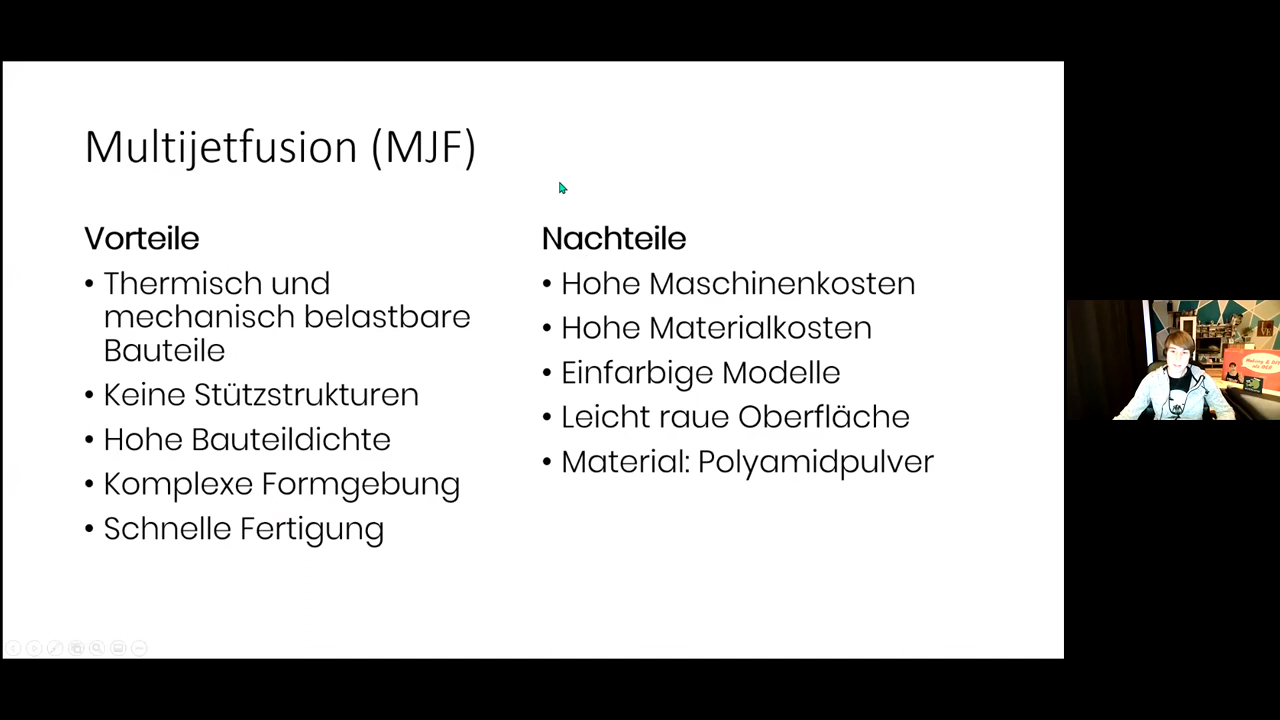 Multijetfusion (MJF)
Vorteile
• Thermisch und
mechanisch belastbare
Bauteile
• Keine Stützstrukturen
• Hohe Bauteildichte
• Komplexe Formgebung
• Schnelle Fertigung
Nachteile
• Hohe Maschinenkosten
• Hohe Materialkosten
• Einfarbige Modelle
• Leicht raue Oberfläche
• Material: Polyamidpulver